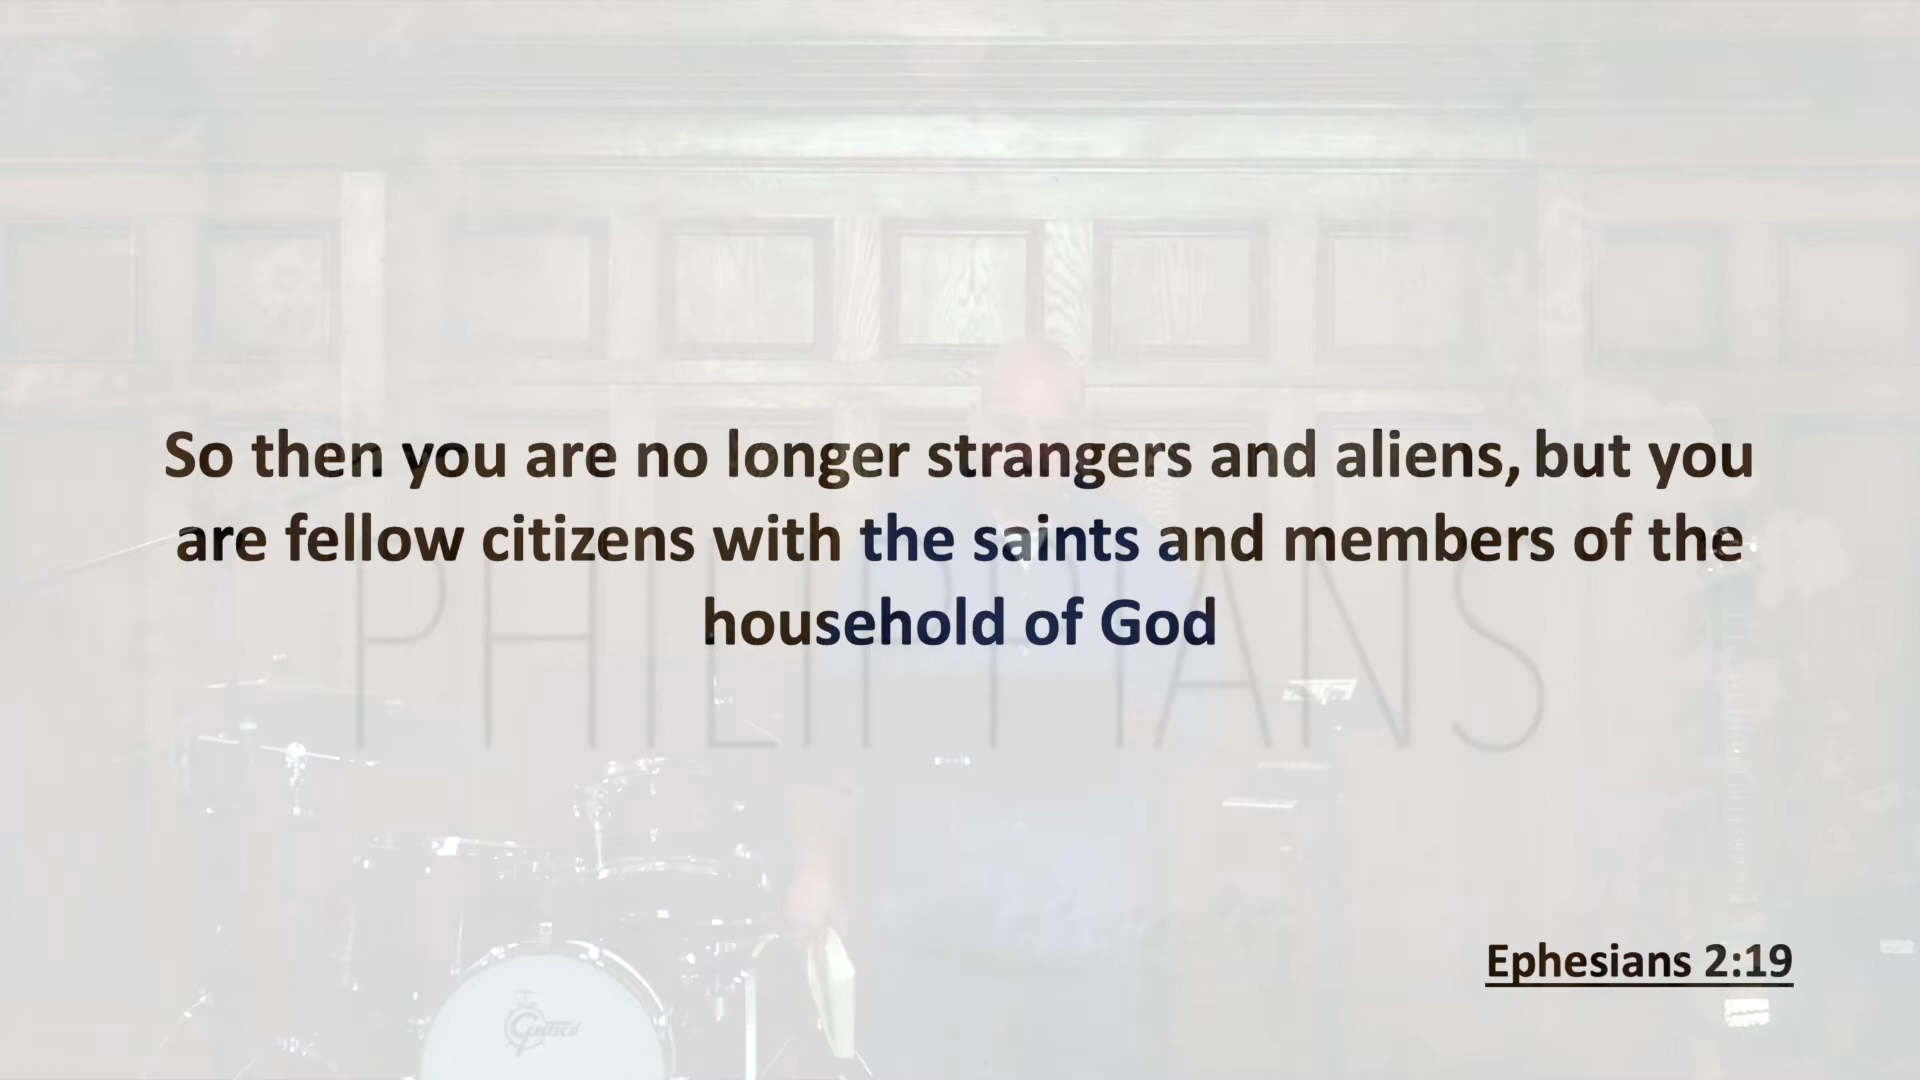 So then you are no longer strangers and aliens, but you
are fellow citizens with the saints and members of the
household of God
PHILIPPIANS
Ephesians 2:19
Gretsch